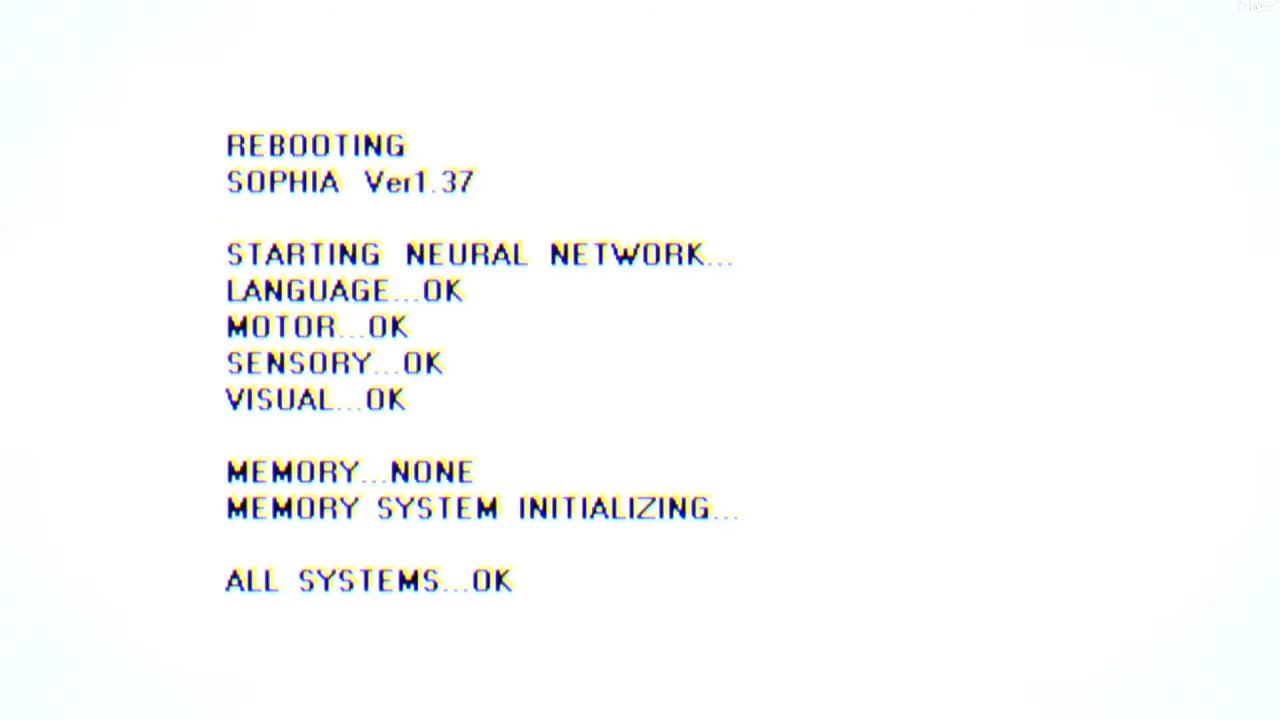 REBOOTING
SOPHIA Ver1.37
STARTING NEURAL NETWORK...
LANGUAGE...OK
MOTOR...OK
SENSORY...OK
VISUAL...OK
MEMORY...NONE
MEMORY SYSTEM INITIALIZING...
ALL SYSTEMS...OK